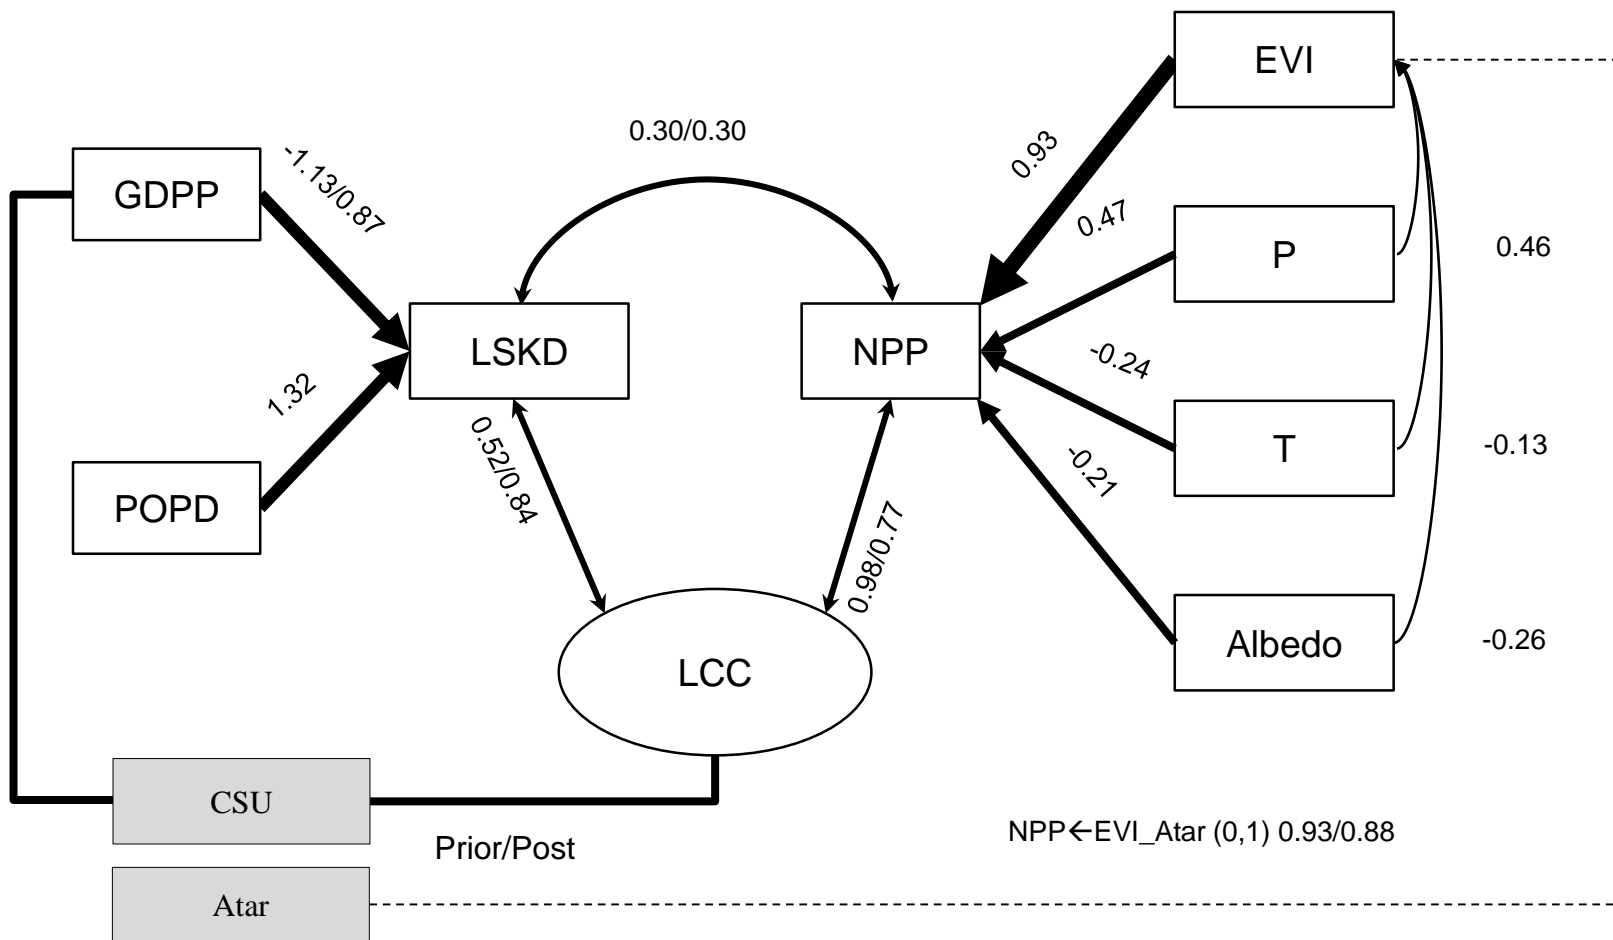 EVI
0.30/0.30
-1.13/0.87
0.93
GDPP
0.47
P
0.46
LSKD
NPP
-0.24
1.32
T
-0.13
0.52/0.84
-0.21
POPD
0.98/0.77
Albedo
-0.26
LCC
CSU
NPP←EVI_Atar (0,1) 0.93/0.88
Prior/Post
Atar